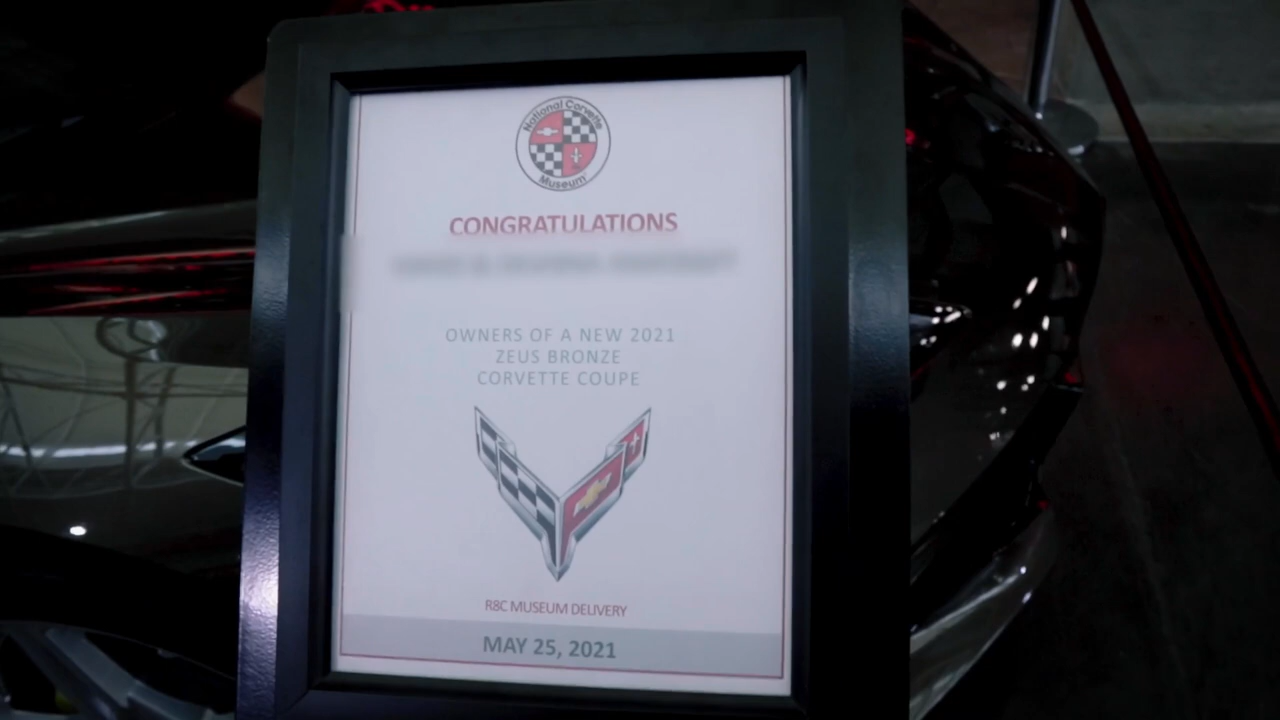 National Corvette
Museum
CONGRATULATIONS
OWNERS OF A NEW 2021
ZEUS BRONZE
CORVETTE COUPE
R8C MUSEUM DELIVERY
MAY 25, 2021